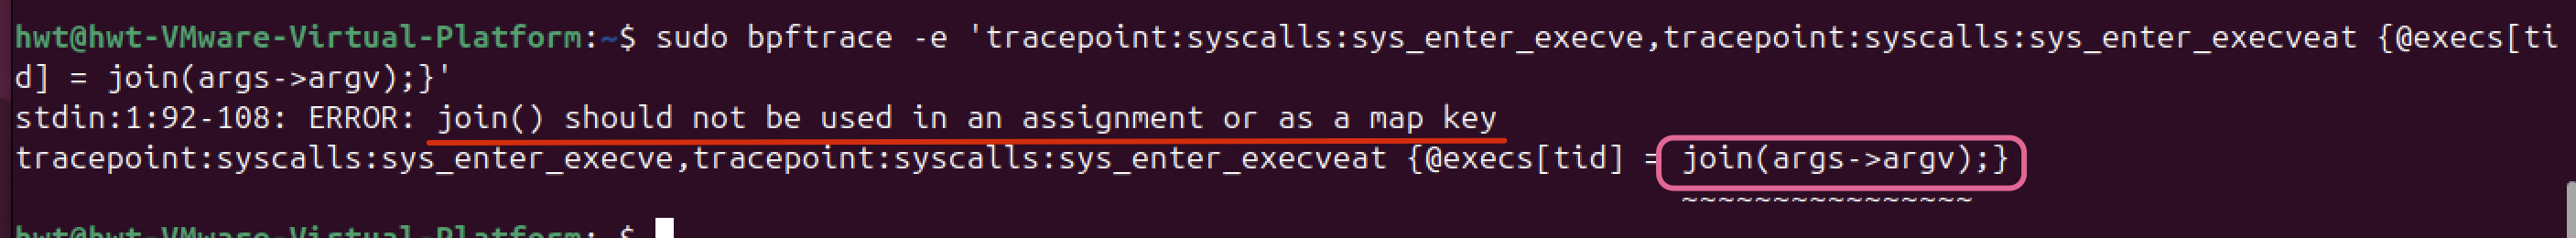 hwt@hwt-VMware-Virtual-Platform:~$ sudo bpftrace -e 'tracepoint:syscalls:sys_enter_execve,tracepoint:syscalls:sys_enter_execveat {@execs[ti
d] = join(args->argv);}'
stdin:1:92-108: ERROR: join() should not be used in an assignment or as a map key
tracepoint:syscalls:sys_enter_execve,tracepoint:syscalls:sys_enter_execveat {@execs[tid] = join(args->argv);}
~~~~~~~~~~~~~~~~
hwt@hwt-VMware-Virtual-Platform:~$